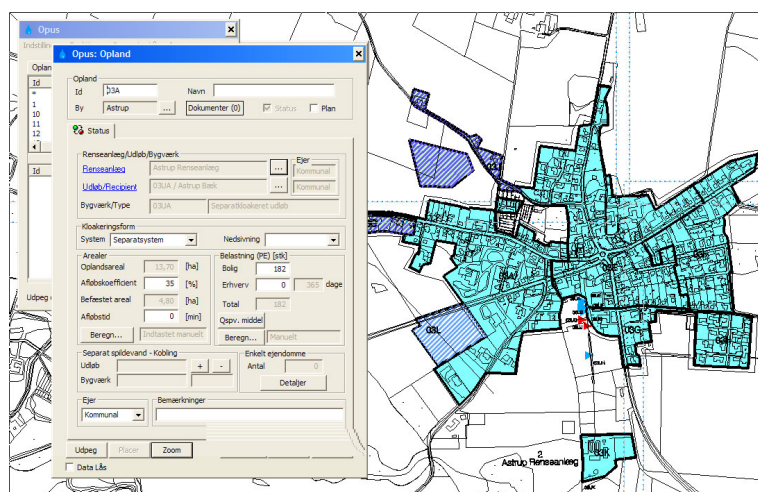 Opus
Indstillin
Oplan
Id
*
1
10
11
12
Id
Udpeg
Opus: Opland
Opland
Id 03A Navn
By Astrup ... Dokumenter (0) Status Plan
Status
Renseanlæg/Udløb/Bygværk
Ejer
Renseanlæg Astrup Renseanlæg ... Kommunal
Udløb/Recipient 03UA / Astrup Bæk ... Kommunal
Bygværk/Type 03UA Separatkloakeret udløb
Kloakeringsform
System Separatsystem Nedsivning
Arealer
Oplandsareal 13,70 [ha]
Afløbskoefficient 35 [%]
Befæstet areal 4,80 [ha]
Afløbstid 0 [min]
Beregn... Indtastet manuelt
Belastning (PE) [stk]
Bolig 182
Erhverv 0 365 dage
Total 182
Qspv. middel
Beregn... Manuelt
Separat spildevand - Kobling
Udløb + -
Bygværk
Enkelt ejendomme
Antal 0
Detaljer
Ejer
Kommunal
Bemærkninger
Udpeg Placer Zoom
Data Lås
03L
03G
2
Astrup Renseanlæg
03K